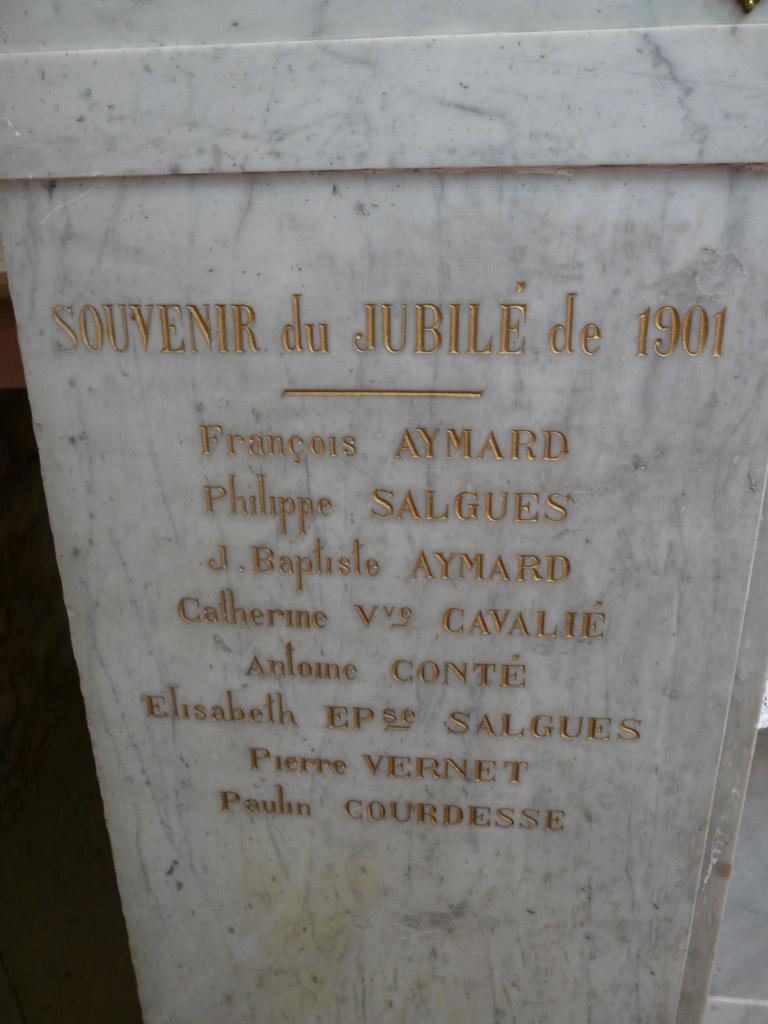 SOUVENIR du JUBILÉ de 1901
François AYMARD
Philippe SALGUES
J. Baptiste AYMARD
Catherine Vve CAVALIÉ
Antoine CONTÉ
Elisabeth EPse SALGUES
Pierre VERNET
Paulin COURDESSE